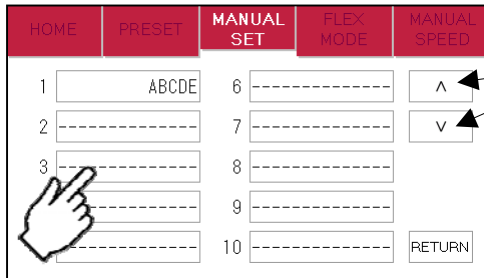 HOME PRESET MANUAL SET FLEX MODE MANUAL SPEED
1 ABCDE 6 -------------- ^
2 -------------- 7 -------------- v
3 -------------- 8 --------------
-------------- 9 --------------
-------------- 10 -------------- RETURN